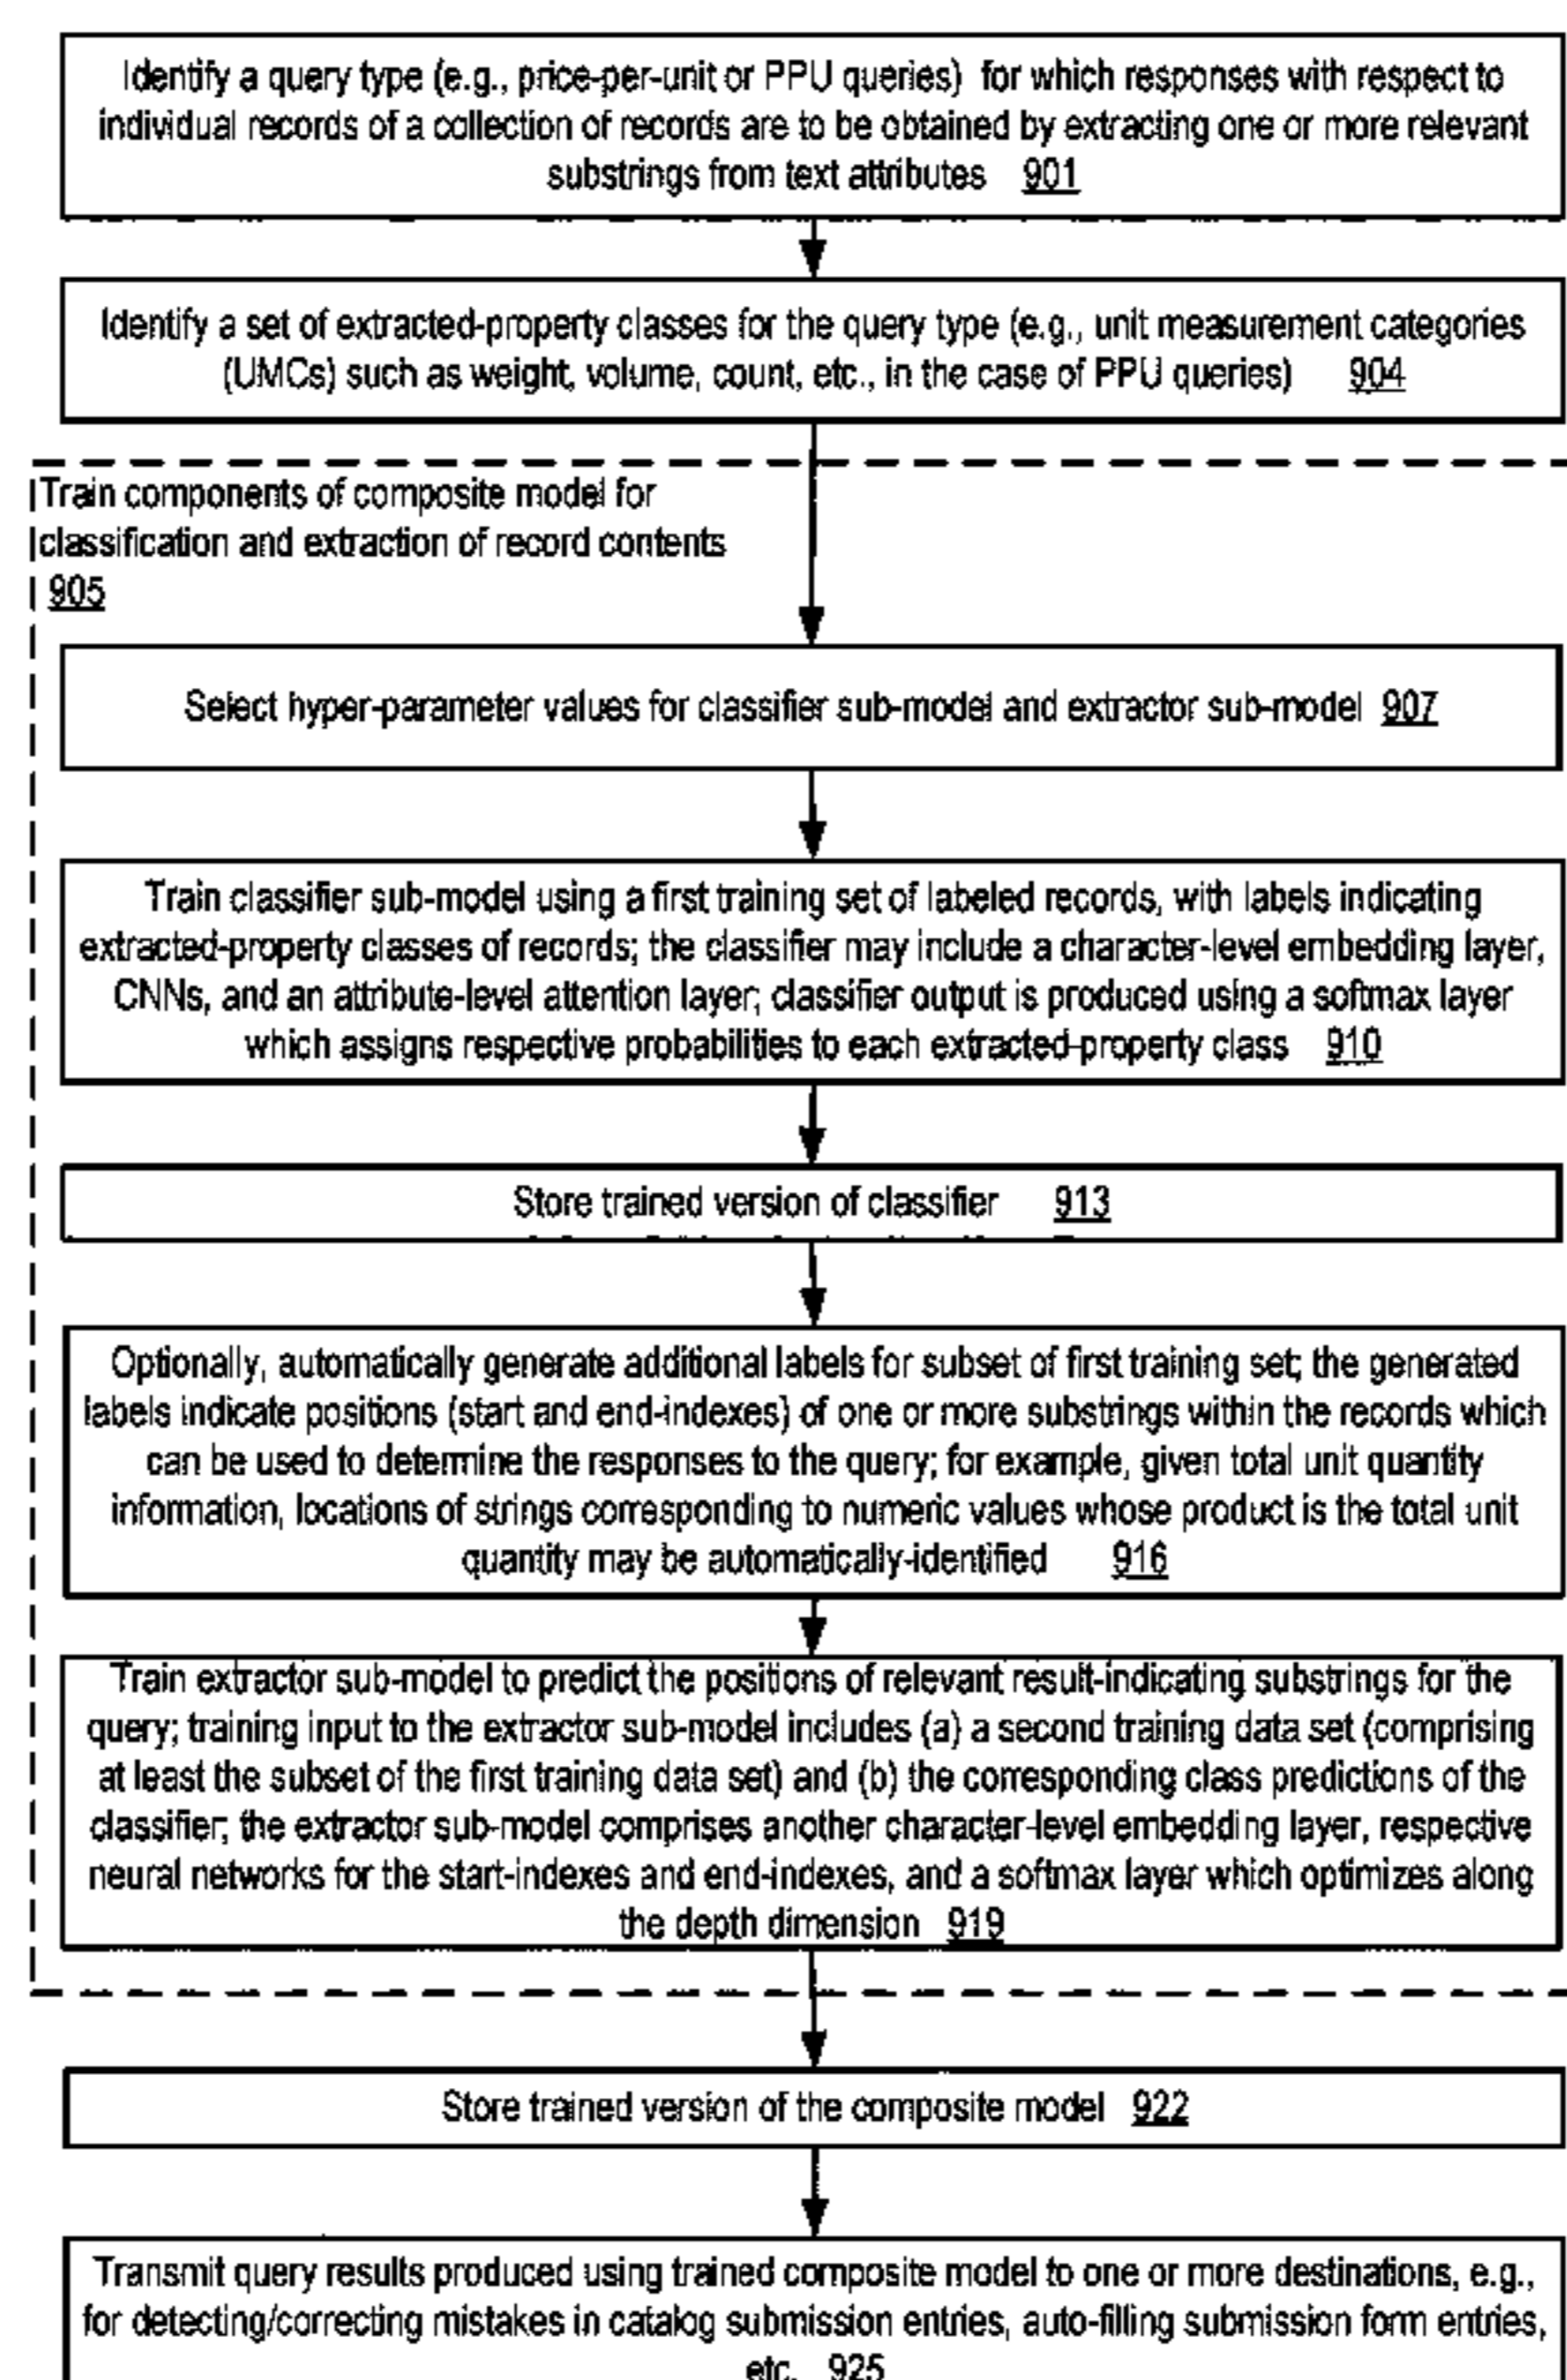 Identify a query type (e.g., price-per-unit or PPU queries) for which responses with respect to
individual records of a collection of records are to be obtained by extracting one or more relevant
substrings from text attributes 901
Identify a set of extracted-property classes for the query type (e.g., unit measurement categories
(UMCs) such as weight, volume, count, etc., in the case of PPU queries) 904
Train components of composite model for
classification and extraction of record contents
905
Select hyper-parameter values for classifier sub-model and extractor sub-model 907
Train classifier sub-model using a first training set of labeled records, with labels indicating
extracted-property classes of records; the classifier may include a character-level embedding layer,
CNNs, and an attribute-level attention layer; classifier output is produced using a softmax layer
which assigns respective probabilities to each extracted-property class 910
Store trained version of classifier 913
Optionally, automatically generate additional labels for subset of first training set; the generated
labels indicate positions (start and end-indexes) of one or more substrings within the records which
can be used to determine the responses to the query; for example, given total unit quantity
information, locations of strings corresponding to numeric values whose product is the total unit
quantity may be automatically-identified 916
Train extractor sub-model to predict the positions of relevant result-indicating substrings for the
query; training input to the extractor sub-model includes (a) a second training data set (comprising
at least the subset of the first training data set) and (b) the corresponding class predictions of the
classifier; the extractor sub-model comprises another character-level embedding layer, respective
neural networks for the start-indexes and end-indexes, and a softmax layer which optimizes along
the depth dimension 919
Store trained version of the composite model 922
Transmit query results produced using trained composite model to one or more destinations, e.g.,
for detecting/correcting mistakes in catalog submission entries, auto-filling submission form entries,
etc. 925